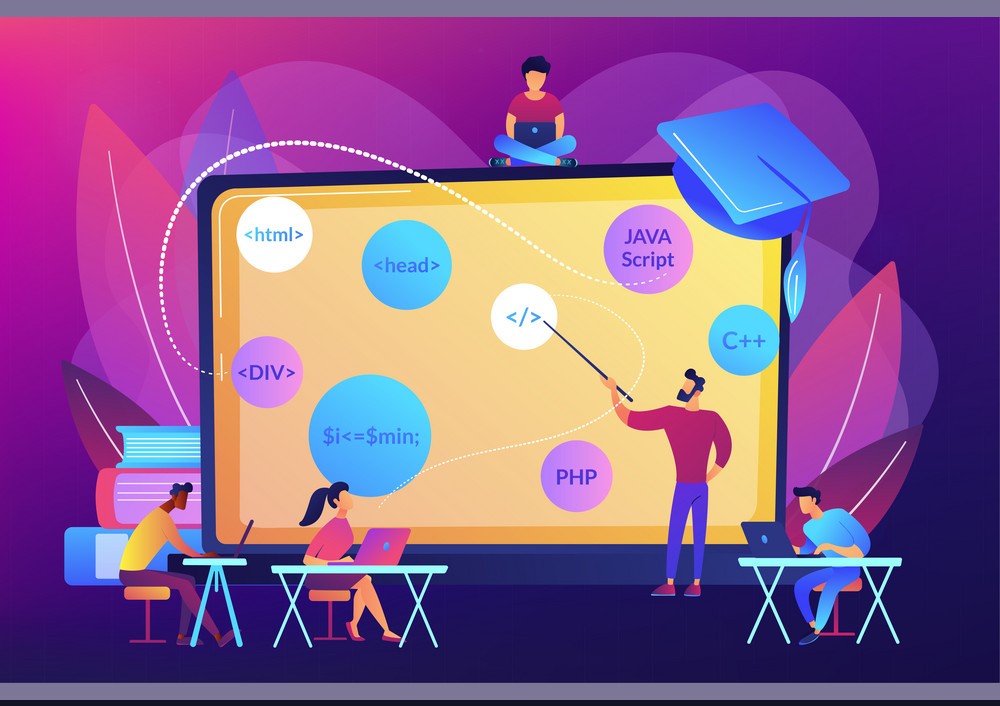 <html>
<head>
JAVA
Script
</>
C++
<DIV>
$i<=$min;
PHP